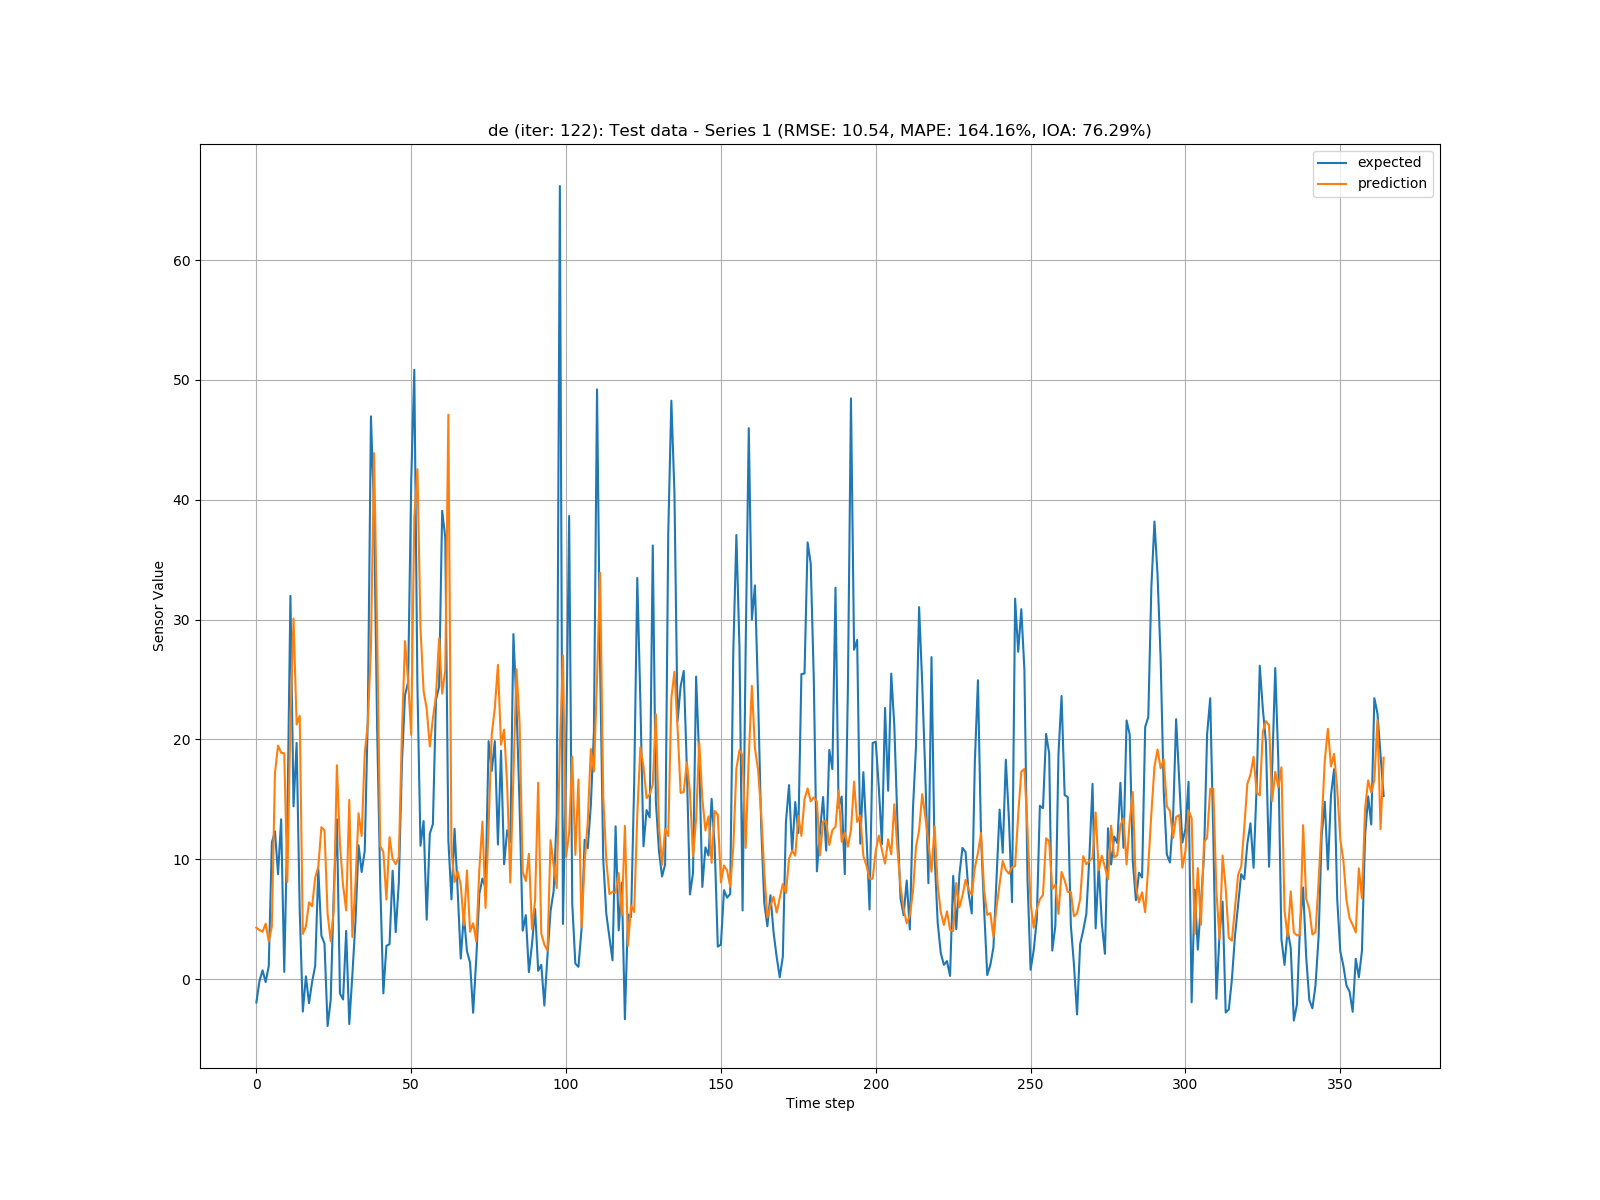 de (iter: 122): Test data - Series 1 (RMSE: 10.54, MAPE: 164.16%, IOA: 76.29%)
expected
prediction
60
50
40
30
20
10
0
Sensor Value
0 50 100 150 200 250 300 350
Time step